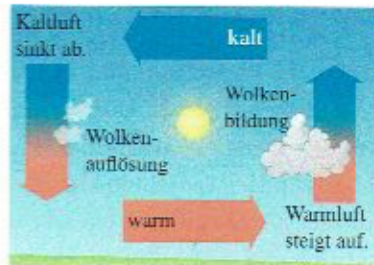 Kaltluft
sinkt ab.
kalt
Wolken-
bildung
Wolken-
auflösung
warm
Warmluft
steigt auf.